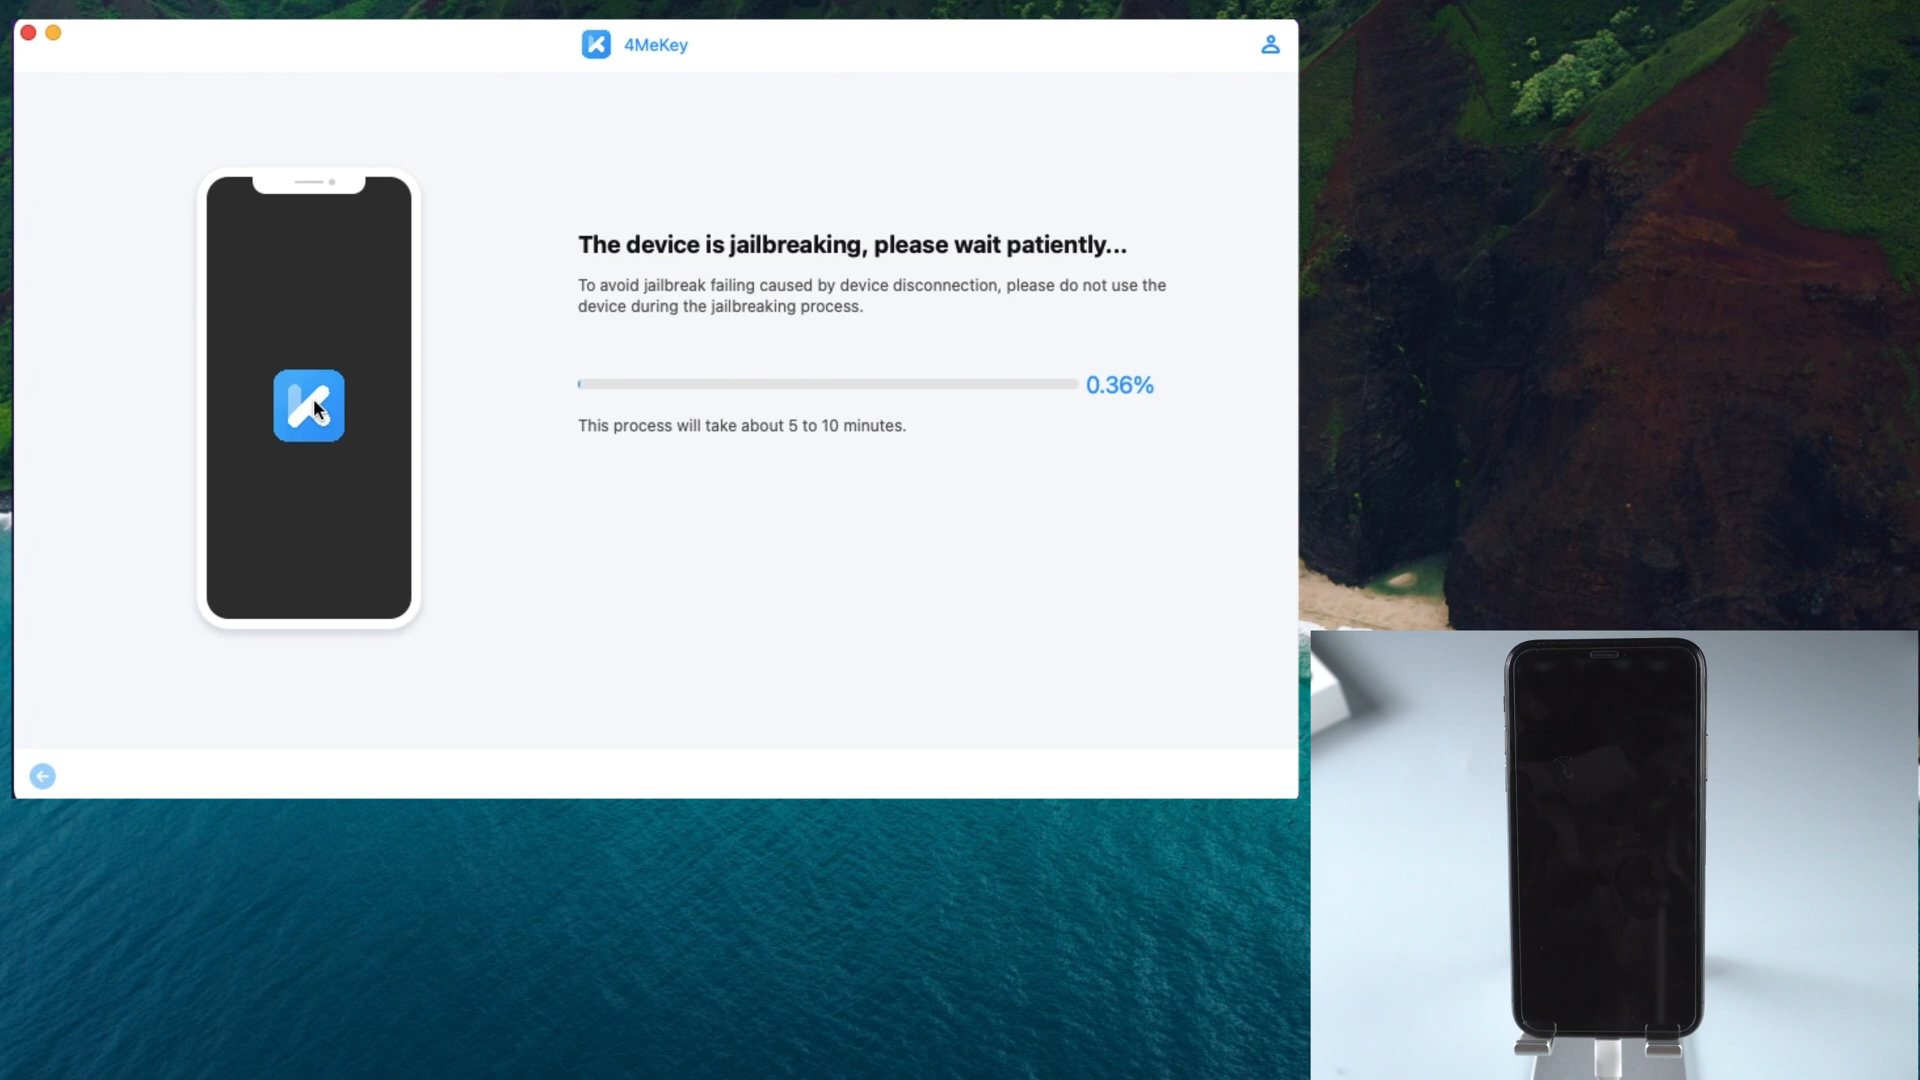 4MeKey
The device is jailbreaking, please wait patiently...
To avoid jailbreak failing caused by device disconnection, please do not use the
device during the jailbreaking process.
0.36%
This process will take about 5 to 10 minutes.